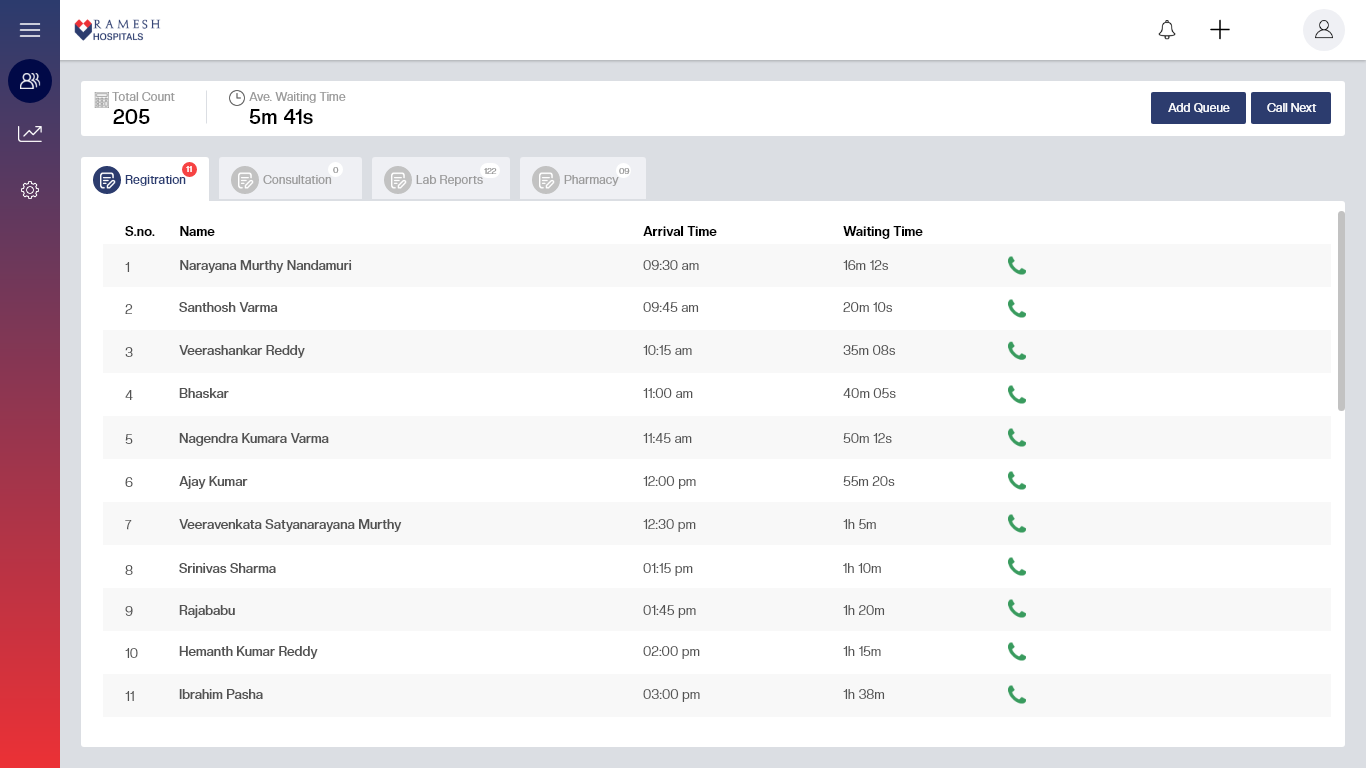 RAMESH
HOSPITALS
Total Count
205
Ave. Waiting Time
5m 41s
Add Queue
Call Next
Regitration
11
Consultation
0
Lab Reports
122
Pharmacy
09
S.no. Name Arrival Time Waiting Time
1 Narayana Murthy Nandamuri 09:30 am 16m 12s
2 Santhosh Varma 09:45 am 20m 10s
3 Veerashankar Reddy 10:15 am 35m 08s
4 Bhaskar 11:00 am 40m 05s
5 Nagendra Kumara Varma 11:45 am 50m 12s
6 Ajay Kumar 12:00 pm 55m 20s
7 Veeravenkata Satyanarayana Murthy 12:30 pm 1h 5m
8 Srinivas Sharma 01:15 pm 1h 10m
9 Rajababu 01:45 pm 1h 20m
10 Hemanth Kumar Reddy 02:00 pm 1h 15m
11 Ibrahim Pasha 03:00 pm 1h 38m